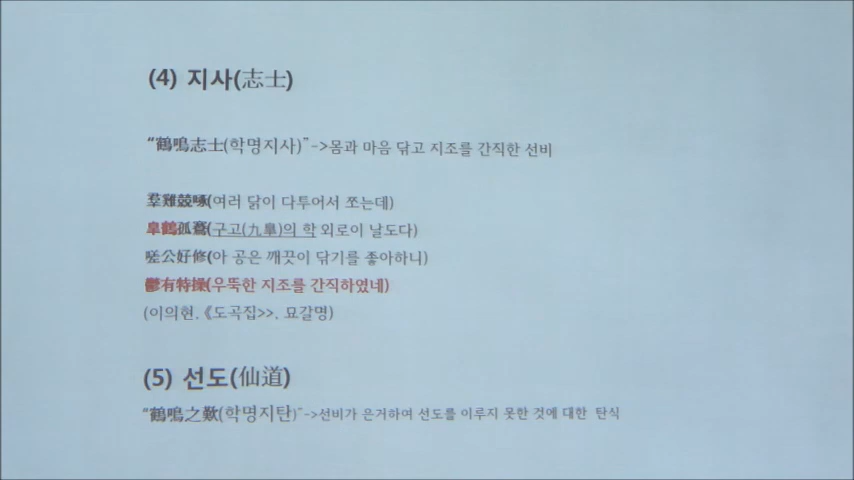 (4) 지사(志士)
“鶴鳴志士(학명지사)”->몸과 마음 닦고 지조를 간직한 선비
羣雞競啄(여러 닭이 다투어서 쪼는데)
皐鶴孤騫(구고(九皐)의 학 외로이 날도다)
嗟公好修(아 공은 깨끗이 닦기를 좋아하니)
鬱有特操(우뚝한 지조를 간직하였네)
(이의현, 《도곡집>>, 묘갈명)
(5) 선도(仙道)
“鶴鳴之歎(학명지탄)”->선비가 은거하여 선도를 이루지 못한 것에 대한 탄식